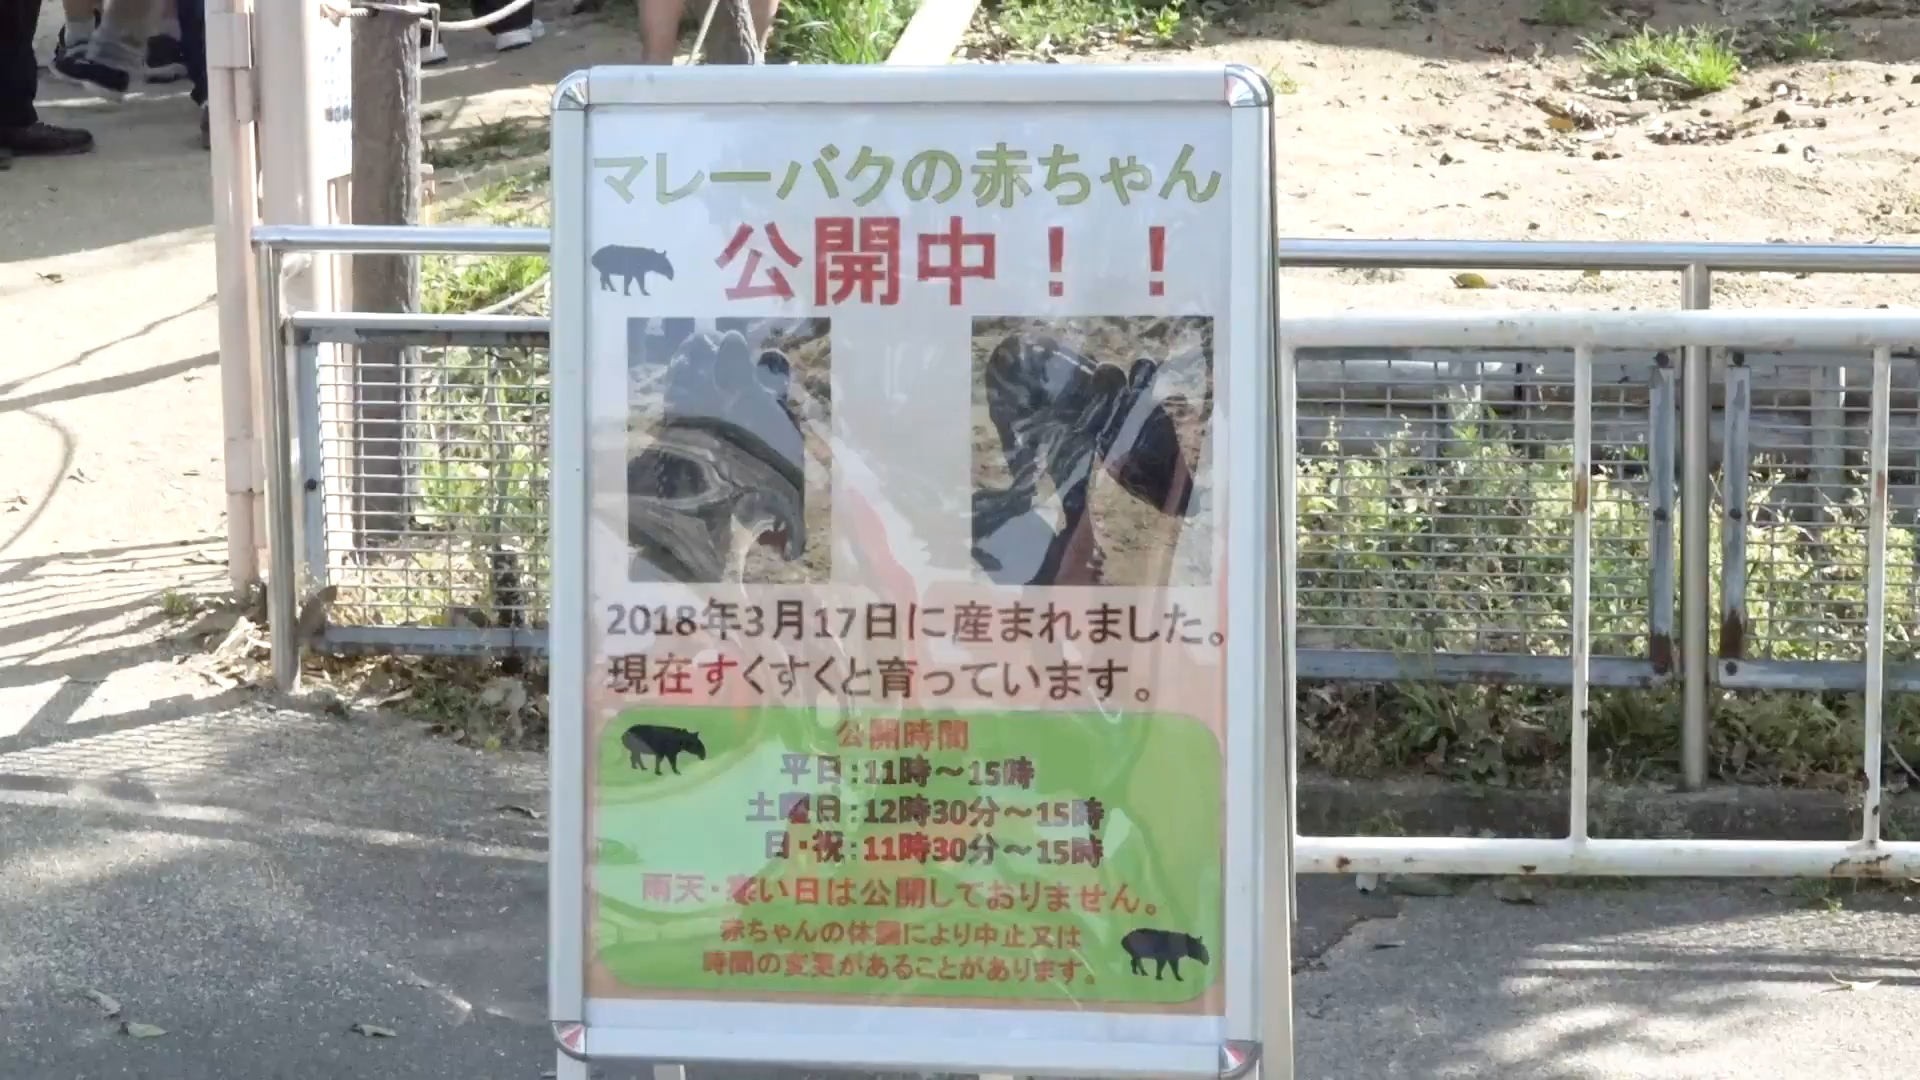 マレーバクの赤ちゃん
公開中！！
2018年3月17日に産まれました。
現在すくすくと育っています。
公開時間
平日：11時～15時
土曜日：12時30分～15時
日・祝：11時30分～15時
雨天・寒い日は公開しておりません。
赤ちゃんの体調により中止又は
時間の変更があることがあります。